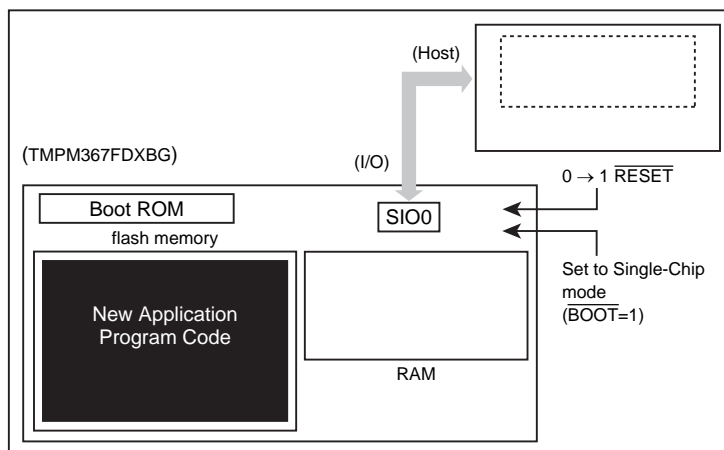 (Host)
(TMPM367FDXBG)
(I/O)
0 → 1 RESET
Boot ROM
SIO0
flash memory
Set to Single-Chip
mode
(BOOT=1)
New Application
Program Code
RAM